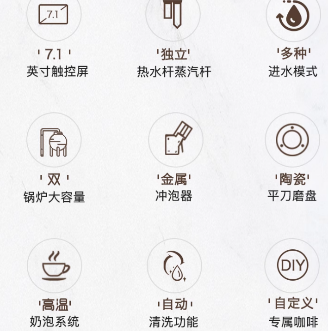 7.1
'7.1' '独立' '多种'
英寸触控屏 热水杆蒸汽杆 进水模式
'双' '金属' '陶瓷'
锅炉大容量 冲泡器 平刀磨盘
DIY
'高温' '自动' '自定义'
奶泡系统 清洗功能 专属咖啡